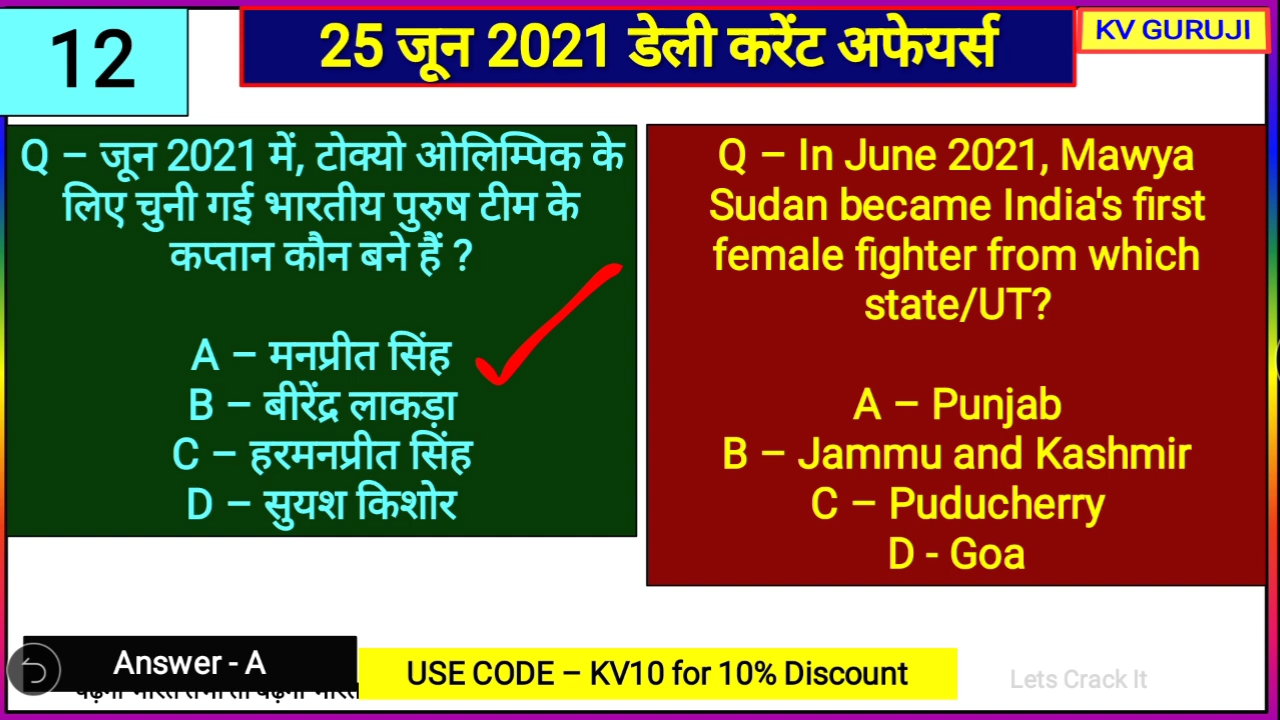 12
25 जून 2021 डेली करेंट अफेयर्स
KV GURUJI
Q – जून 2021 में, टोक्यो ओलिम्पिक के
लिए चुनी गई भारतीय पुरुष टीम के
कप्तान कौन बने हैं ?
A – मनप्रीत सिंह
B – बीरेंद्र लाकड़ा
C – हरमनप्रीत सिंह
D – सुयश किशोर
Q – In June 2021, Mawya
Sudan became India's first
female fighter from which
state/UT?
A – Punjab
B – Jammu and Kashmir
C – Puducherry
D - Goa
Answer - A
USE CODE – KV10 for 10% Discount
Lets Crack It